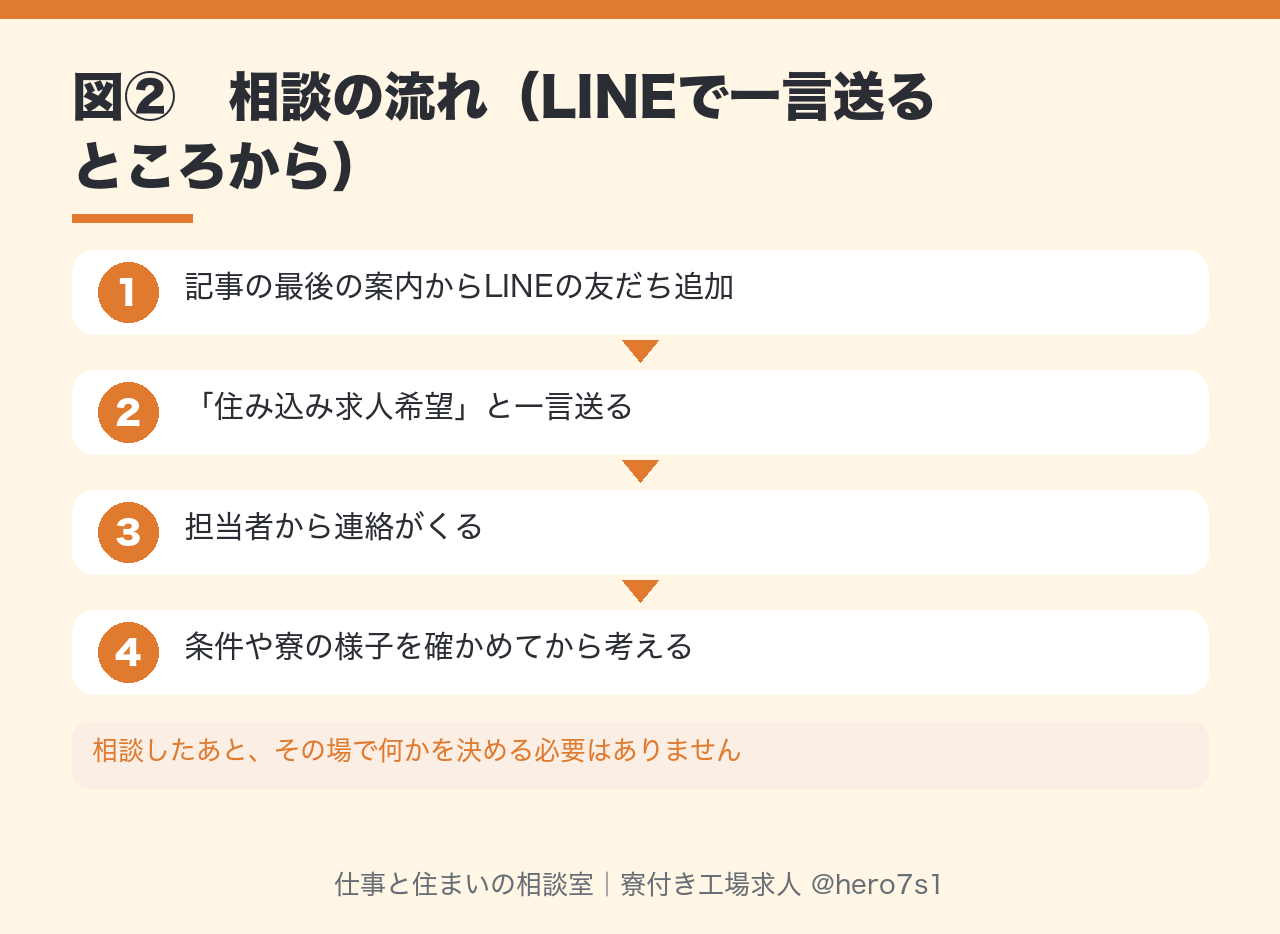 図② 相談の流れ（LINEで一言送る
ところから）
1 記事の最後の案内からLINEの友だち追加
2 「住み込み求人希望」と一言送る
3 担当者から連絡がくる
4 条件や寮の様子を確かめてから考える
相談したあと、その場で何かを決める必要はありません
仕事と住まいの相談室｜寮付き工場求人 @hero7s1